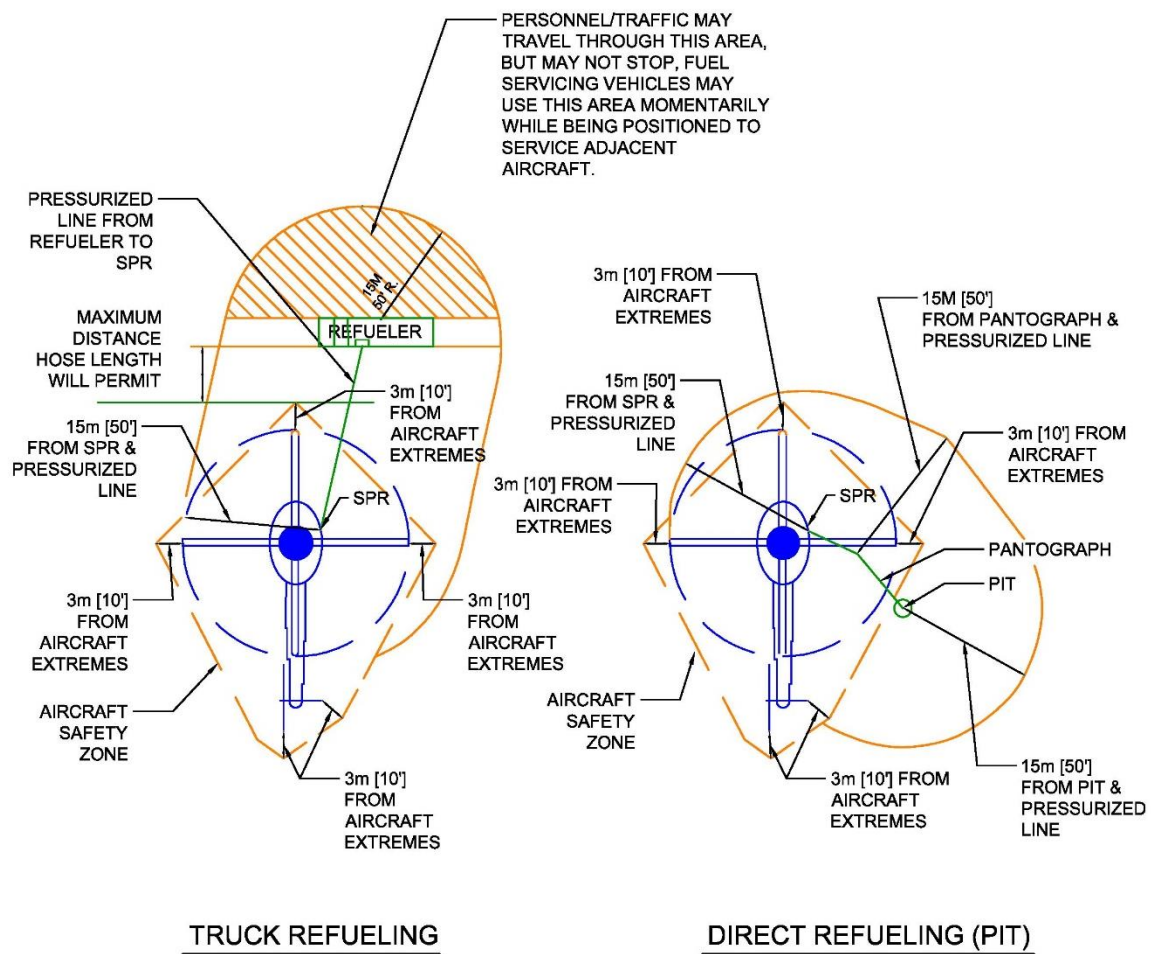 PERSONNEL/TRAFFIC MAY
TRAVEL THROUGH THIS AREA,
BUT MAY NOT STOP, FUEL
SERVICING VEHICLES MAY
USE THIS AREA MOMENTARILY
WHILE BEING POSITIONED TO
SERVICE ADJACENT
AIRCRAFT.
PRESSURIZED
LINE FROM
REFUELER TO
SPR
15M
50' R.
REFUELER
MAXIMUM
DISTANCE
HOSE LENGTH
WILL PERMIT
3m [10']
FROM
AIRCRAFT
EXTREMES
15m [50']
FROM SPR &
PRESSURIZED
LINE
SPR
3m [10']
FROM
AIRCRAFT
EXTREMES
3m [10']
FROM
AIRCRAFT
EXTREMES
AIRCRAFT
SAFETY
ZONE
3m [10']
FROM
AIRCRAFT
EXTREMES
TRUCK REFUELING
3m [10'] FROM
AIRCRAFT
EXTREMES
15M [50']
FROM PANTOGRAPH &
PRESSURIZED LINE
15m [50']
FROM SPR &
PRESSURIZED
LINE
3m [10'] FROM
AIRCRAFT
EXTREMES
3m [10'] FROM
AIRCRAFT
EXTREMES
SPR
PANTOGRAPH
PIT
AIRCRAFT
SAFETY
ZONE
3m [10'] FROM
AIRCRAFT
EXTREMES
15m [50']
FROM PIT &
PRESSURIZED
LINE
DIRECT REFUELING (PIT)